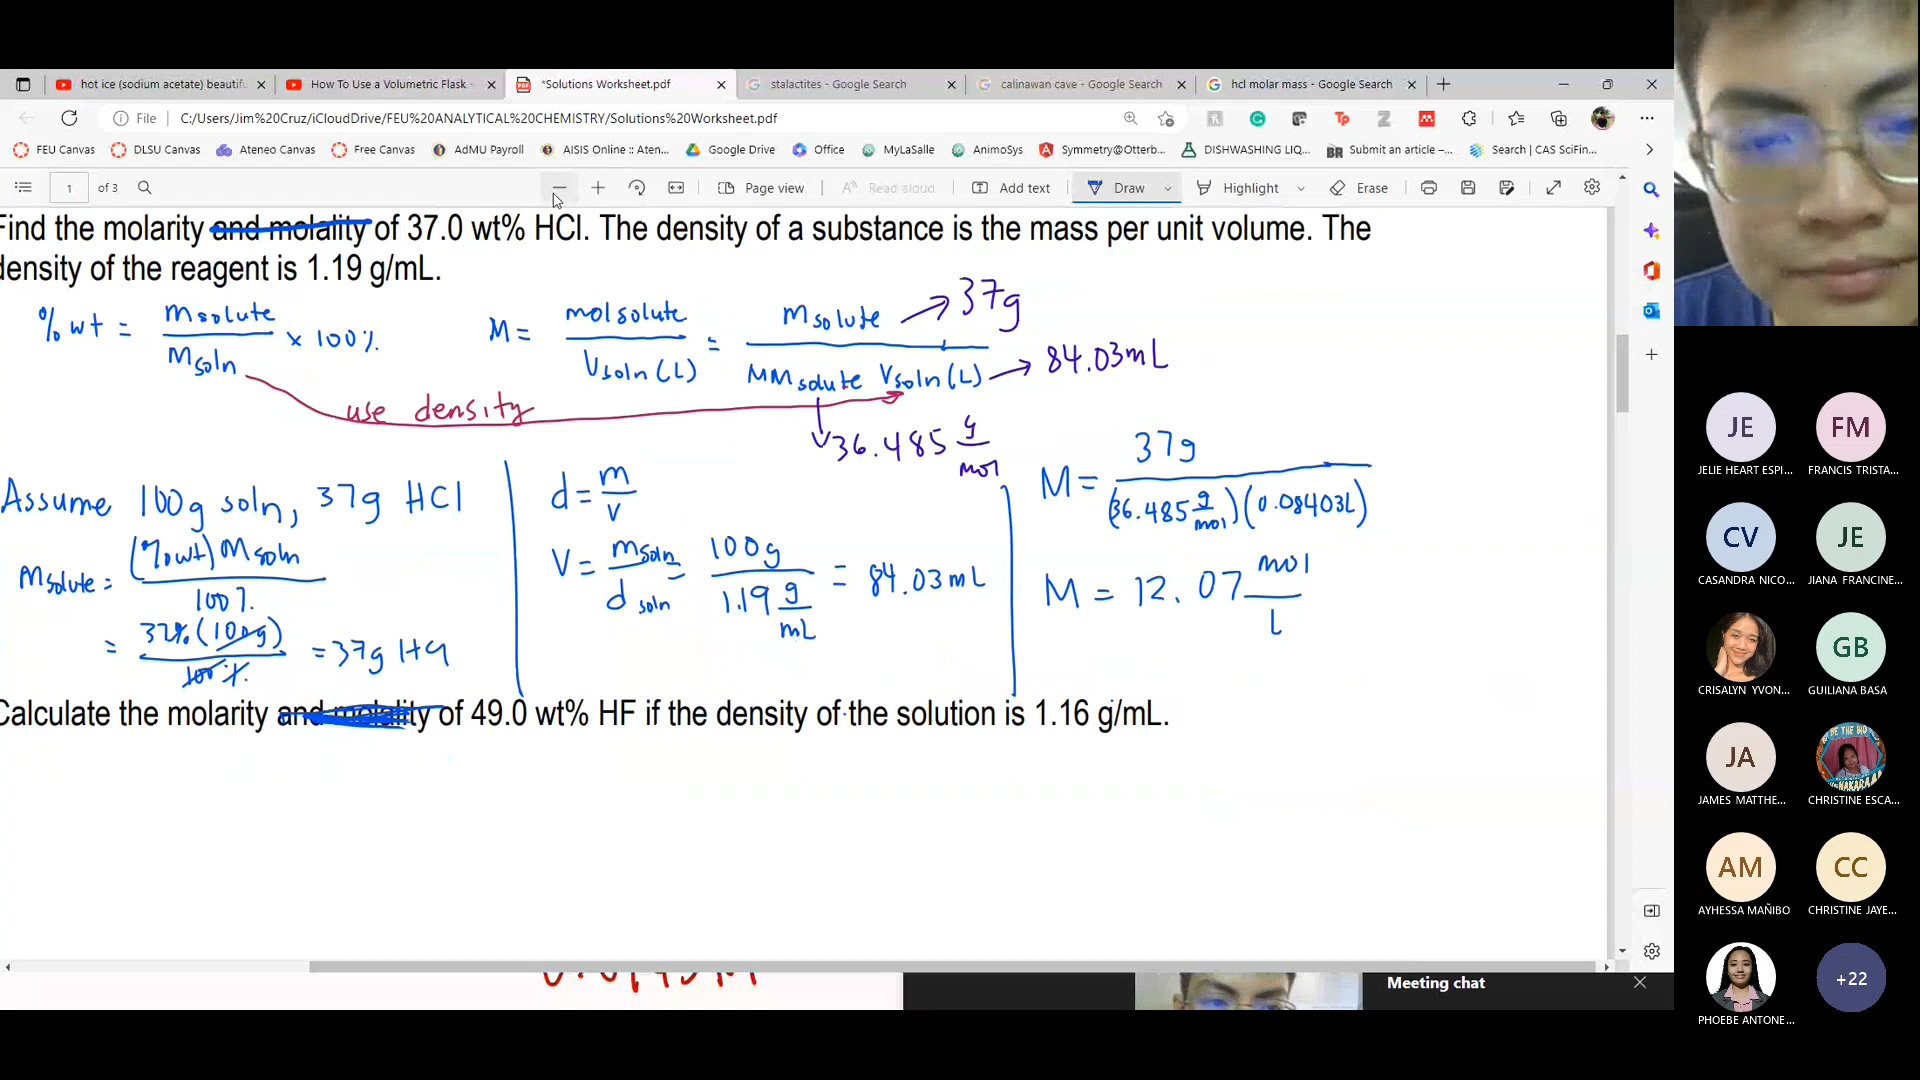 hot ice (sodium acetate) beautifu
How To Use a Volumetric Flask -
*Solutions Worksheet.pdf
stalactites - Google Search
calinawan cave - Google Search
hcl molar mass - Google Search
File
C:/Users/Jim%20Cruz/iCloudDrive/FEU%20ANALYTICAL%20CHEMISTRY/Solutions%20Worksheet.pdf
FEU Canvas
DLSU Canvas
Ateneo Canvas
Free Canvas
AdMU Payroll
AISIS Online :: Aten...
Google Drive
Office
MyLaSalle
AnimoSys
Symmetry@Otterb...
DISHWASHING LIQ...
Submit an article –...
Search | CAS SciFin...
1 of 3
Page view
Read aloud
Add text
Draw
Highlight
Erase
Find the molarity and molality of 37.0 wt% HCl. The density of a substance is the mass per unit volume. The
density of the reagent is 1.19 g/mL.
% wt = msolute / msoln × 100%
M = mol solute / Vsoln (L) = msolute / MMsolute Vsoln (L)
37g
84.03mL
use density
36.485 g/mol
Assume 100g soln, 37g HCl
msolute = (%wt) msoln / 100%
= 37% (100g) / 100% = 37g HCl
d = m / v
V = msoln / dsoln = 100g / 1.19 g/mL = 84.03mL
M = 37g / (36.485 g/mol)(0.08403L)
M = 12.07 mol / L
Calculate the molarity and molality of 49.0 wt% HF if the density of the solution is 1.16 g/mL.
Meeting chat
JE
JELIE HEART ESPI...
FM
FRANCIS TRISTA...
CV
CASANDRA NICO...
JE
JIANA FRANCINE...
CRISALYN YVON...
GB
GUILIANA BASA
JA
JAMES MATTHE...
CHRISTINE ESCA...
AM
AYHESSA MAÑIBO
CC
CHRISTINE JAYE...
PHOEBE ANTONE...
+22